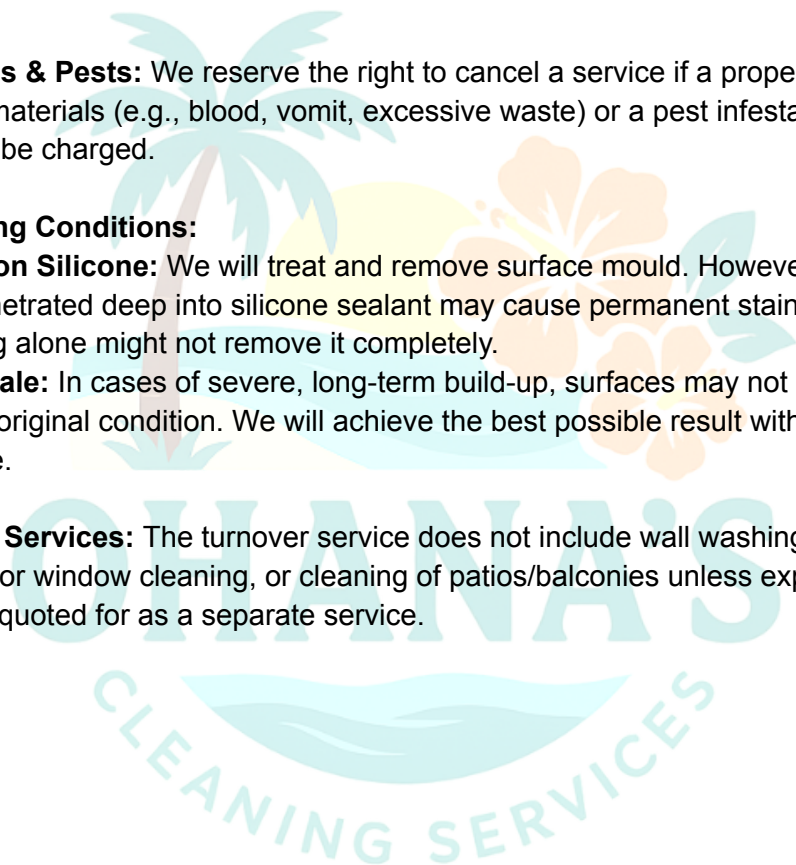 s & Pests: We reserve the right to cancel a service if a prope
materials (e.g., blood, vomit, excessive waste) or a pest infesta
be charged.
ng Conditions:
on Silicone: We will treat and remove surface mould. Howeve
netrated deep into silicone sealant may cause permanent stain
g alone might not remove it completely.
ale: In cases of severe, long-term build-up, surfaces may not
original condition. We will achieve the best possible result with
e.
Services: The turnover service does not include wall washing
or window cleaning, or cleaning of patios/balconies unless exp
quoted for as a separate service.
OHANA'S
CLEANING SERVICES